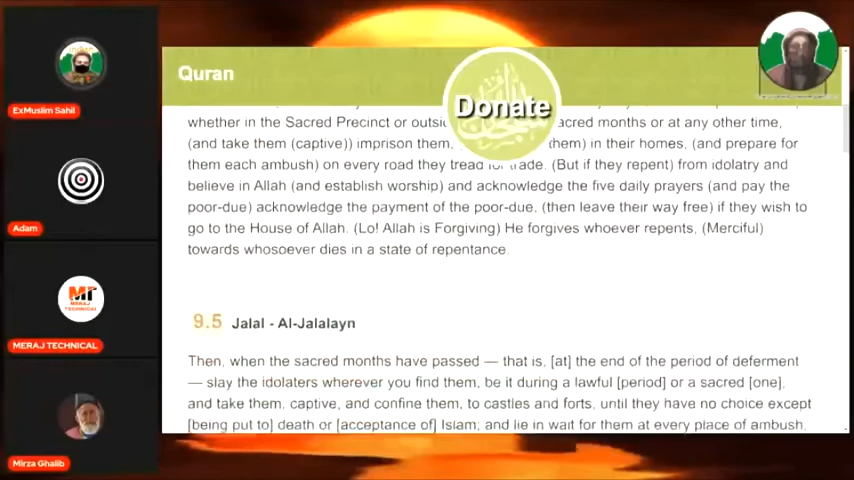 ExMuslim Sahil
Adam
MERAJ TECHNICAL
MERAJ TECHNICAL
Mirza Ghalib
Quran
Donate
whether in the Sacred Precinct or acred months or at any other time,
(and take them (captive)) imprison them, them) in their homes, (and prepare for
them each ambush) on every road they tread trade. (But if they repent) from idolatry and
believe in Allah (and establish worship) and acknowledge the five daily prayers (and pay the
poor-due) acknowledge the payment of the poor-due, (then leave their way free) if they wish to
go to the House of Allah. (Lo! Allah is Forgiving) He forgives whoever repents, (Merciful)
towards whosoever dies in a state of repentance.
9.5 Jalal - Al-Jalalayn
Then, when the sacred months have passed — that is, [at] the end of the period of deferment
— slay the idolaters wherever you find them, be it during a lawful [period] or a sacred [one],
and take them, captive, and confine them, to castles and forts, until they have no choice except
[being put to] death or [acceptance of] Islam; and lie in wait for them at every place of ambush,